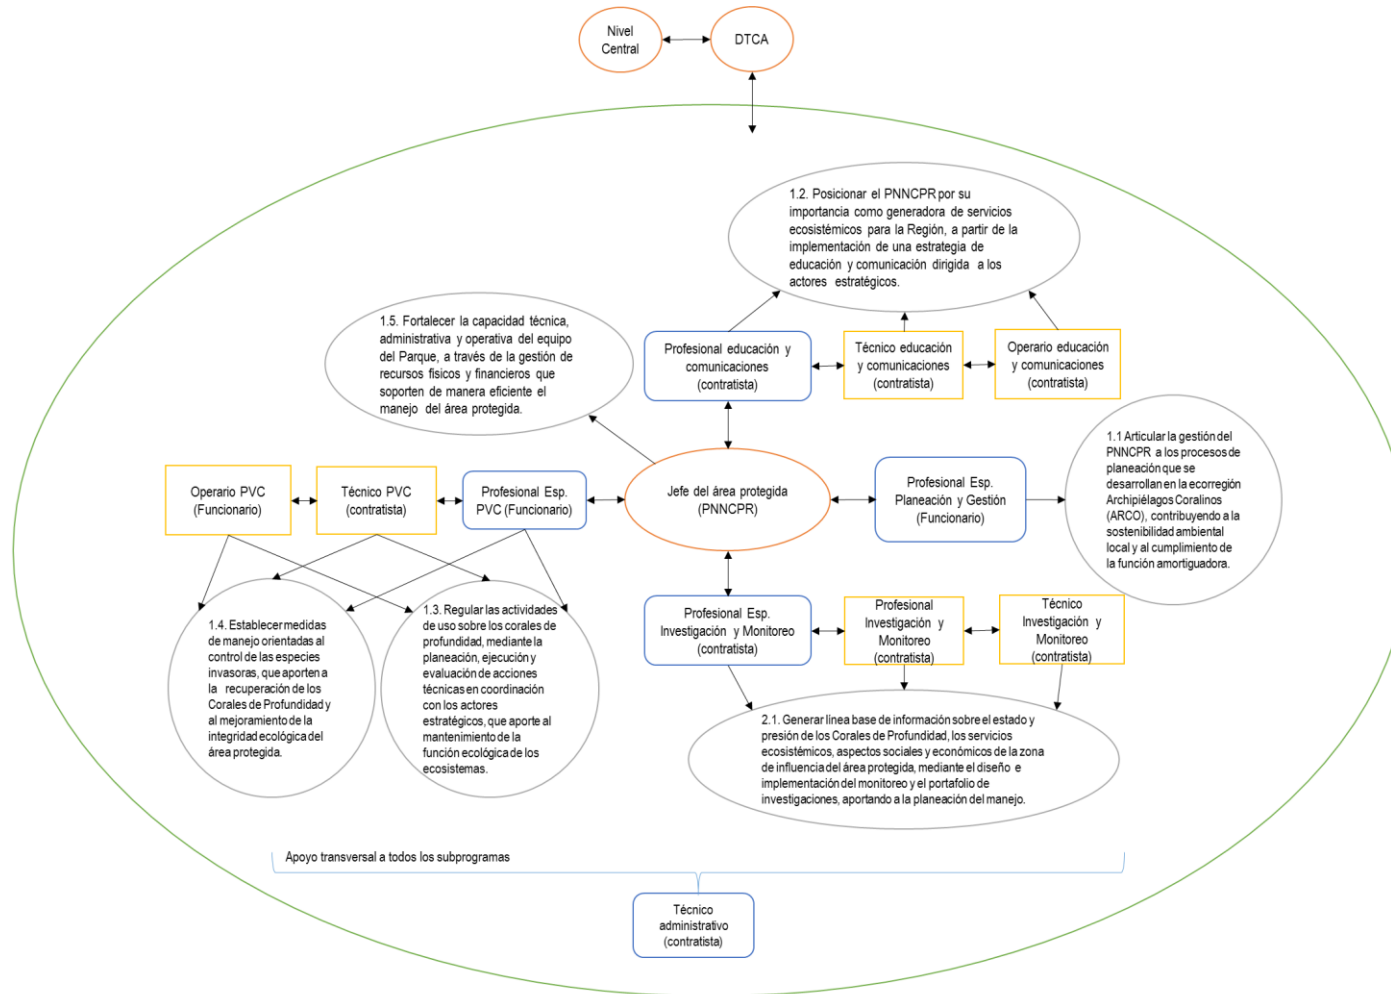 Nivel
Central
DTCA
1.2. Posicionar el PNNCPR por su
importancia como generadora de servicios
ecosistémicos para la Región, a partir de la
implementación de una estrategia de
educación y comunicación dirigida a los
actores estratégicos.
1.5. Fortalecer la capacidad técnica,
administrativa y operativa del equipo
del Parque, a través de la gestión de
recursos físicos y financieros que
soporten de manera eficiente el
manejo del área protegida.
Profesional educación y
comunicaciones
(contratista)
Técnico educación
y comunicaciones
(contratista)
Operario educación
y comunicaciones
(contratista)
1.1 Articular la gestión del
PNNCPR a los procesos de
planeación que se
desarrollan en la ecorregión
Archipiélagos Coralinos
(ARCO), contribuyendo a la
sostenibilidad ambiental
local y al cumplimiento de
la función amortiguadora.
Operario PVC
(Funcionario)
Técnico PVC
(contratista)
Profesional Esp.
PVC (Funcionario)
Jefe del área protegida
(PNNCPR)
Profesional Esp.
Planeación y Gestión
(Funcionario)
1.4. Establecer medidas
de manejo orientadas al
control de las especies
invasoras, que aporten a
la recuperación de los
Corales de Profundidad y
al mejoramiento de la
integridad ecológica del
área protegida.
1.3. Regular las actividades
de uso sobre los corales de
profundidad, mediante la
planeación, ejecución y
evaluación de acciones
técnicas en coordinación
con los actores
estratégicos, que aporte al
mantenimiento de la
función ecológica de los
ecosistemas.
Profesional Esp.
Investigación y Monitoreo
(contratista)
Profesional
Investigación y
Monitoreo
(contratista)
Técnico
Investigación y
Monitoreo
(contratista)
2.1. Generar línea base de información sobre el estado y
presión de los Corales de Profundidad, los servicios
ecosistémicos, aspectos sociales y económicos de la zona
de influencia del área protegida, mediante el diseño e
implementación del monitoreo y el portafolio de
investigaciones, aportando a la planeación del manejo.
Apoyo transversal a todos los subprogramas
Técnico
administrativo
(contratista)